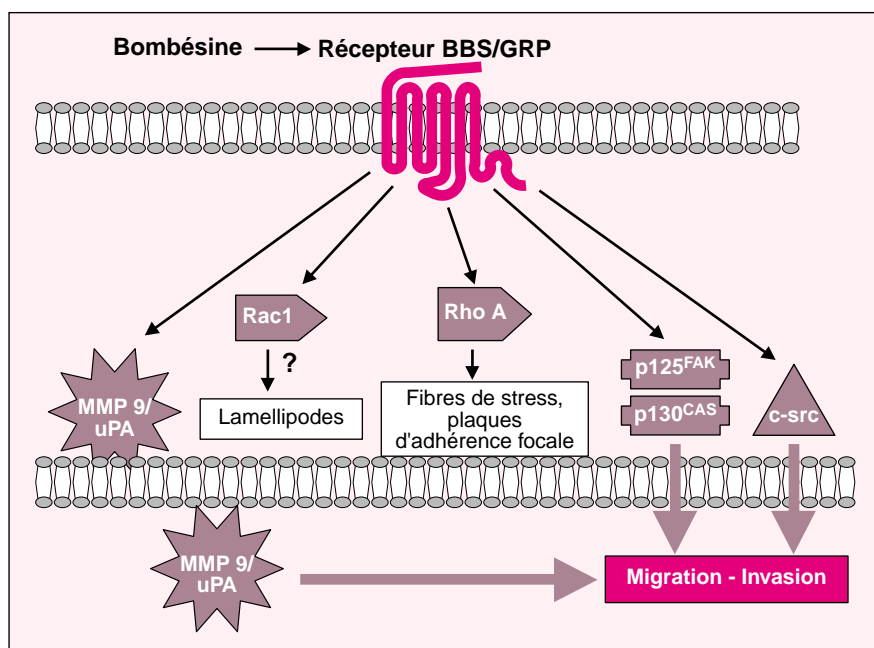 Bombésine Récepteur BBS/GRP
Rac1
Rho A
p125FAK
p130CAS
c-src
?
MMP 9/
uPA
Lamellipodes
Fibres de stress,
plaques
d'adhérence focale
MMP 9/
uPA
Migration - Invasion